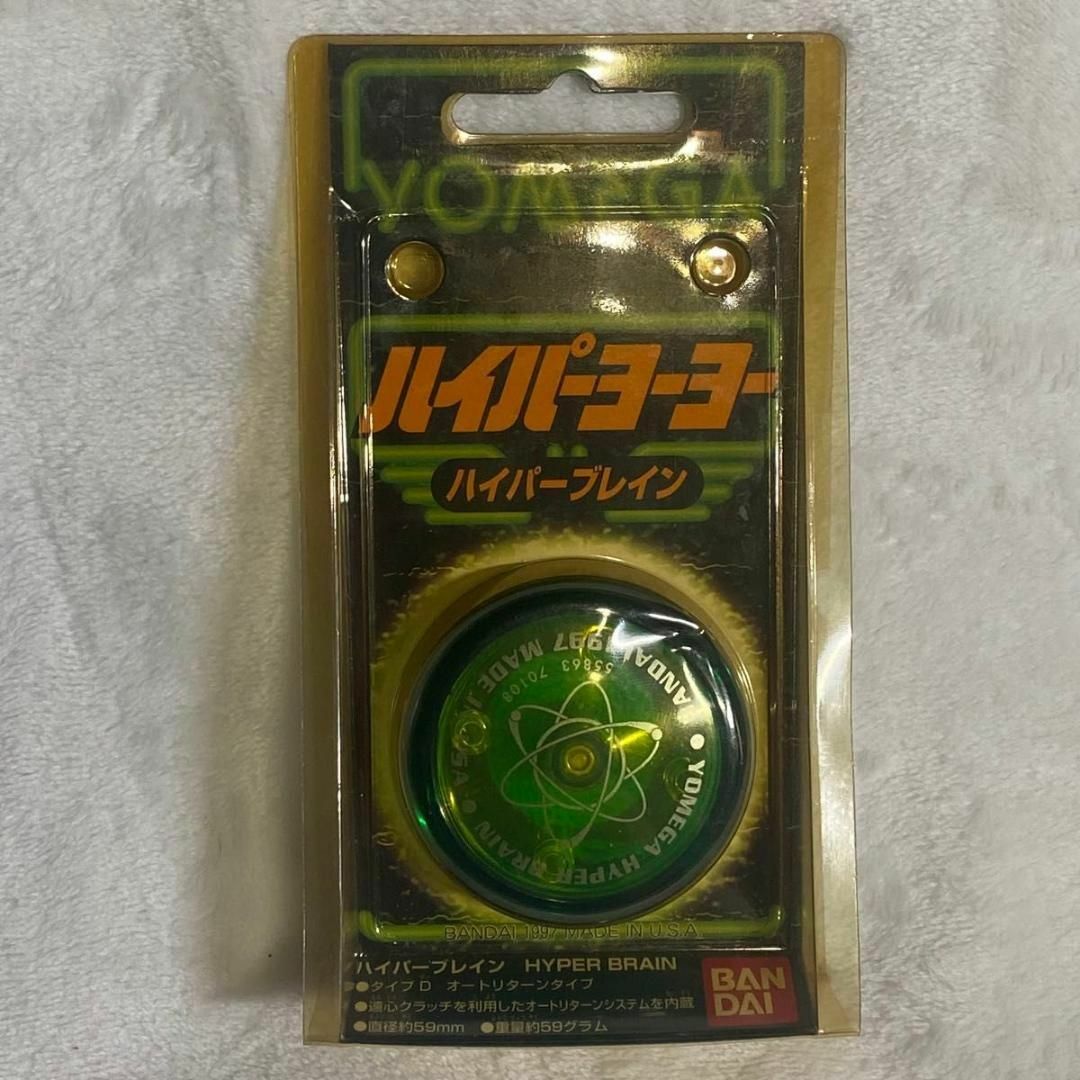 YOMEGA
ハイパーヨーヨー
ハイパーブレイン
BANDAI 1997 MADE IN U.S.A.
55863 70108
● YOMEGA HYPER BRAIN ●
BANDAI 1997 MADE IN U.S.A.
ハイパーブレイン HYPER BRAIN
●タイプD オートリターンタイプ
●遠心クラッチを利用したオートリターンシステムを内蔵
●直径約59mm ●重量約59グラム
BAN
DAI